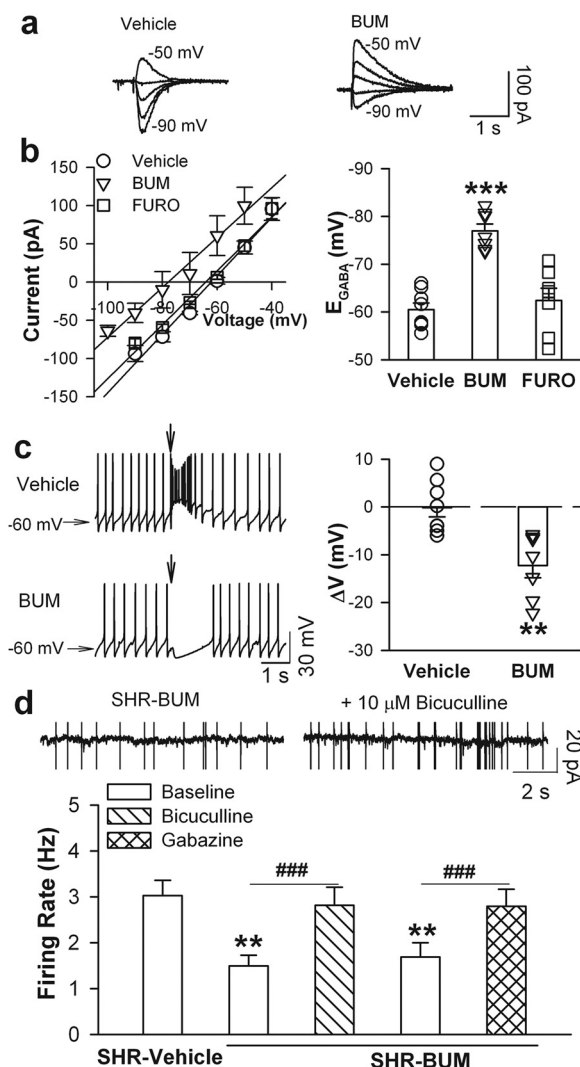 a
Vehicle
BUM
-50 mV
-50 mV
-90 mV
-90 mV
100 pA
1 s
b
Vehicle
BUM
FURO
150
100
50
0
-50
-100
-150
Current (pA)
-100
-80
-60
-40
Voltage (mV)
***
-90
-80
-70
-60
-50
E GABA (mV)
Vehicle BUM FURO
c
Vehicle
-60 mV
BUM
-60 mV
1 s
30 mV
10
0
-10
-20
-30
ΔV (mV)
**
Vehicle BUM
d
SHR-BUM
+ 10 μM Bicuculline
20 pA
2 s
Baseline
Bicuculline
Gabazine
5
4
3
2
1
0
Firing Rate (Hz)
###
###
**
**
SHR-Vehicle
SHR-BUM